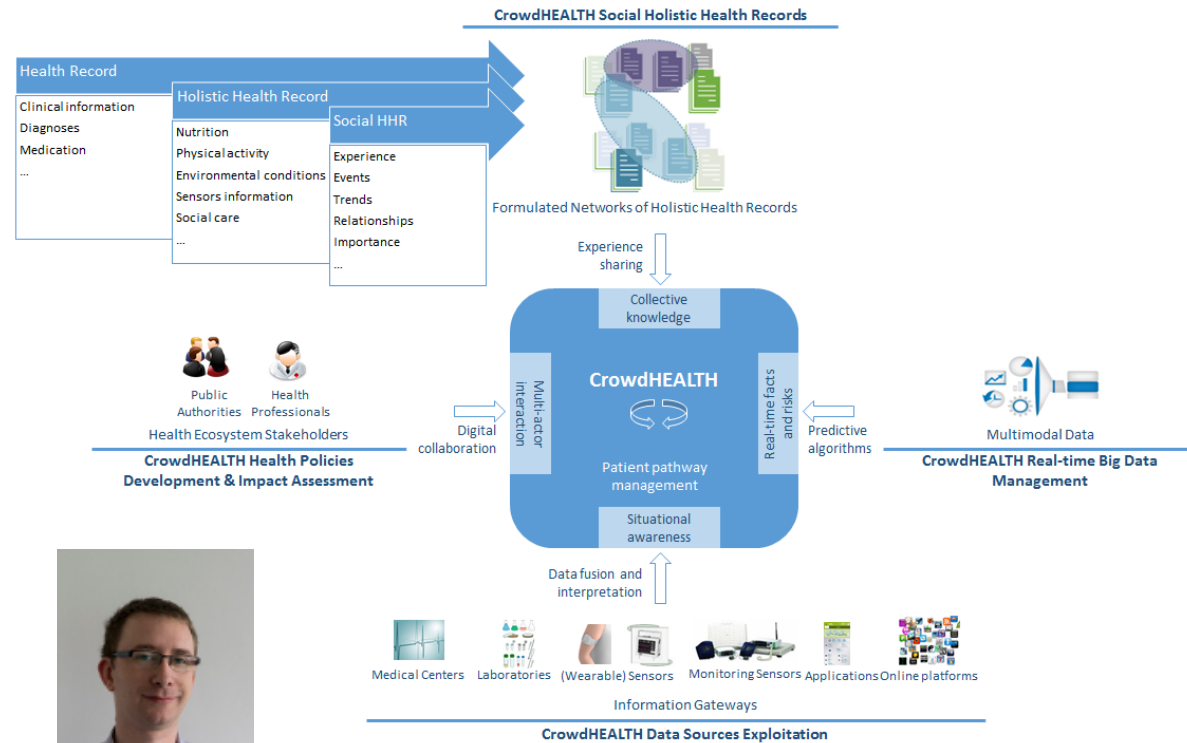 CrowdHEALTH Social Holistic Health Records
Health Record
Clinical information
Diagnoses
Medication
...
Holistic Health Record
Nutrition
Physical activity
Environmental conditions
Sensors information
Social care
...
Social HHR
Experience
Events
Trends
Relationships
Importance
...
Formulated Networks of Holistic Health Records
Experience
sharing
Collective
knowledge
Public
Authorities
Health
Professionals
Health Ecosystem Stakeholders
CrowdHEALTH Health Policies
Development & Impact Assessment
Digital
collaboration
Multi-actor
interaction
CrowdHEALTH
Patient pathway
management
Real-time facts
and risks
Predictive
algorithms
Multimodal Data
CrowdHEALTH Real-time Big Data
Management
Situational
awareness
Data fusion and
interpretation
Medical Centers
Laboratories
(Wearable) Sensors
Monitoring Sensors
Applications
Online platforms
Information Gateways
CrowdHEALTH Data Sources Exploitation